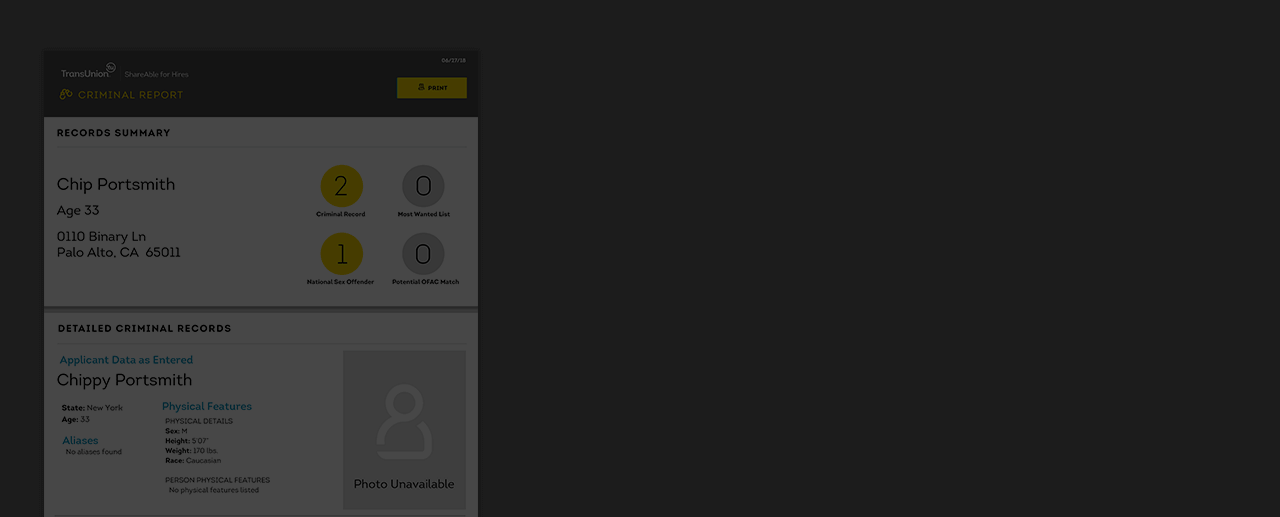 06/27/18
TransUnion ShareAble for Hires
CRIMINAL REPORT
PRINT
RECORDS SUMMARY
Chip Portsmith
Age 33
0110 Binary Ln
Palo Alto, CA 65011
2
Criminal Record
0
Most Wanted List
1
National Sex Offender
0
Potential OFAC Match
DETAILED CRIMINAL RECORDS
Applicant Data as Entered
Chippy Portsmith
State: New York
Age: 33
Aliases
No aliases found
Physical Features
PHYSICAL DETAILS
Sex: M
Height: 5'07"
Weight: 170 lbs.
Race: Caucasian
PERSON PHYSICAL FEATURES
No physical features listed
Photo Unavailable